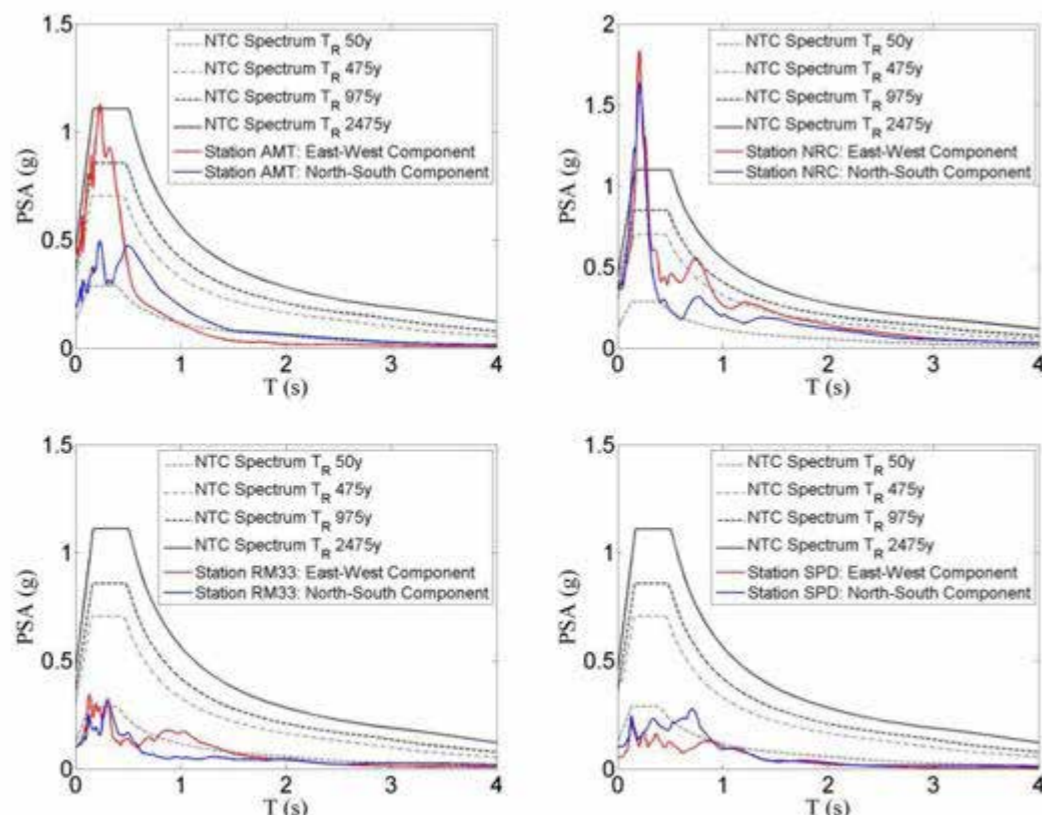 1.5
NTC Spectrum T_R 50y
NTC Spectrum T_R 475y
NTC Spectrum T_R 975y
NTC Spectrum T_R 2475y
Station AMT: East-West Component
Station AMT: North-South Component
1
0.5
0
PSA (g)
0 1 2 3 4
T (s)
2
NTC Spectrum T_R 50y
NTC Spectrum T_R 475y
NTC Spectrum T_R 975y
NTC Spectrum T_R 2475y
Station NRC: East-West Component
Station NRC: North-South Component
1.5
1
0.5
0
PSA (g)
0 1 2 3 4
T (s)
1.5
NTC Spectrum T_R 50y
NTC Spectrum T_R 475y
NTC Spectrum T_R 975y
NTC Spectrum T_R 2475y
Station RM33: East-West Component
Station RM33: North-South Component
1
0.5
0
PSA (g)
0 1 2 3 4
T (s)
1.5
NTC Spectrum T_R 50y
NTC Spectrum T_R 475y
NTC Spectrum T_R 975y
NTC Spectrum T_R 2475y
Station SPD: East-West Component
Station SPD: North-South Component
1
0.5
0
PSA (g)
0 1 2 3 4
T (s)